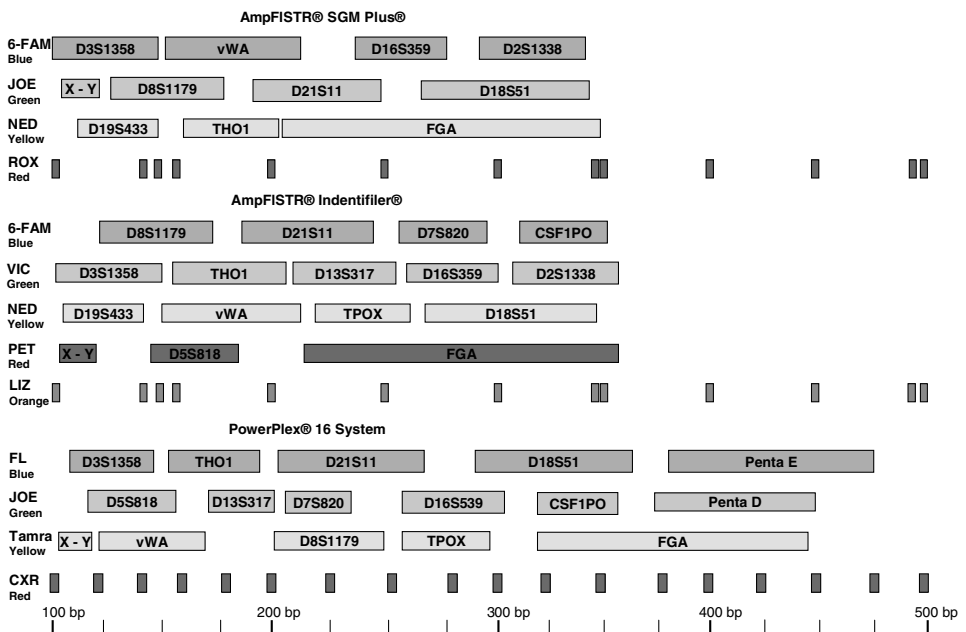 AmpFlSTR® SGM Plus®
6-FAM D3S1358 vWA D16S359 D2S1338
Blue
JOE X - Y D8S1179 D21S11 D18S51
Green
NED D19S433 THO1 FGA
Yellow
ROX
Red
AmpFlSTR® Indentifiler®
6-FAM D8S1179 D21S11 D7S820 CSF1PO
Blue
VIC D3S1358 THO1 D13S317 D16S359 D2S1338
Green
NED D19S433 vWA TPOX D18S51
Yellow
PET X - Y D5S818 FGA
Red
LIZ
Orange
PowerPlex® 16 System
FL D3S1358 THO1 D21S11 D18S51 Penta E
Blue
JOE D5S818 D13S317 D7S820 D16S539 CSF1PO Penta D
Green
Tamra X - Y vWA D8S1179 TPOX FGA
Yellow
CXR
Red
100 bp 200 bp 300 bp 400 bp 500 bp